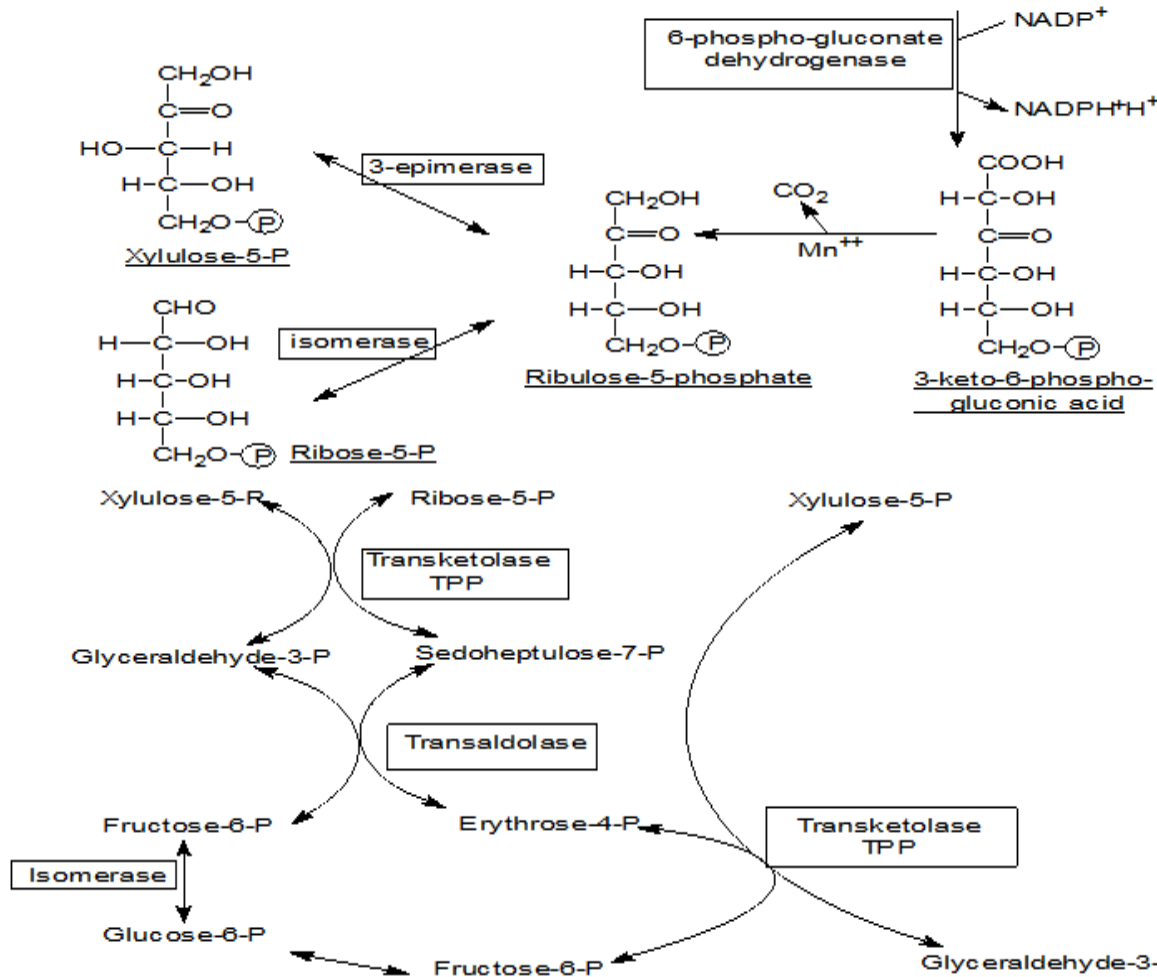 6-phospho-gluconate
dehydrogenase
NADP+
NADPH+H+
CH2OH
C=O
HO—C—H
H—C—OH
CH2O—P
Xylulose-5-P
3-epimerase
CH2OH
C=O
H—C—OH
H—C—OH
CH2O—P
Ribulose-5-phosphate
CO2
Mn++
COOH
H—C—OH
C=O
H—C—OH
H—C—OH
CH2O—P
3-keto-6-phospho-
gluconic acid
CHO
H—C—OH
H—C—OH
H—C—OH
CH2O—P
Ribose-5-P
isomerase
Xylulose-5-P
Ribose-5-P
Xylulose-5-P
Transketolase
TPP
Glyceraldehyde-3-P
Sedoheptulose-7-P
Transaldolase
Fructose-6-P
Erythrose-4-P
Transketolase
TPP
Isomerase
Glucose-6-P
Fructose-6-P
Glyceraldehyde-3-